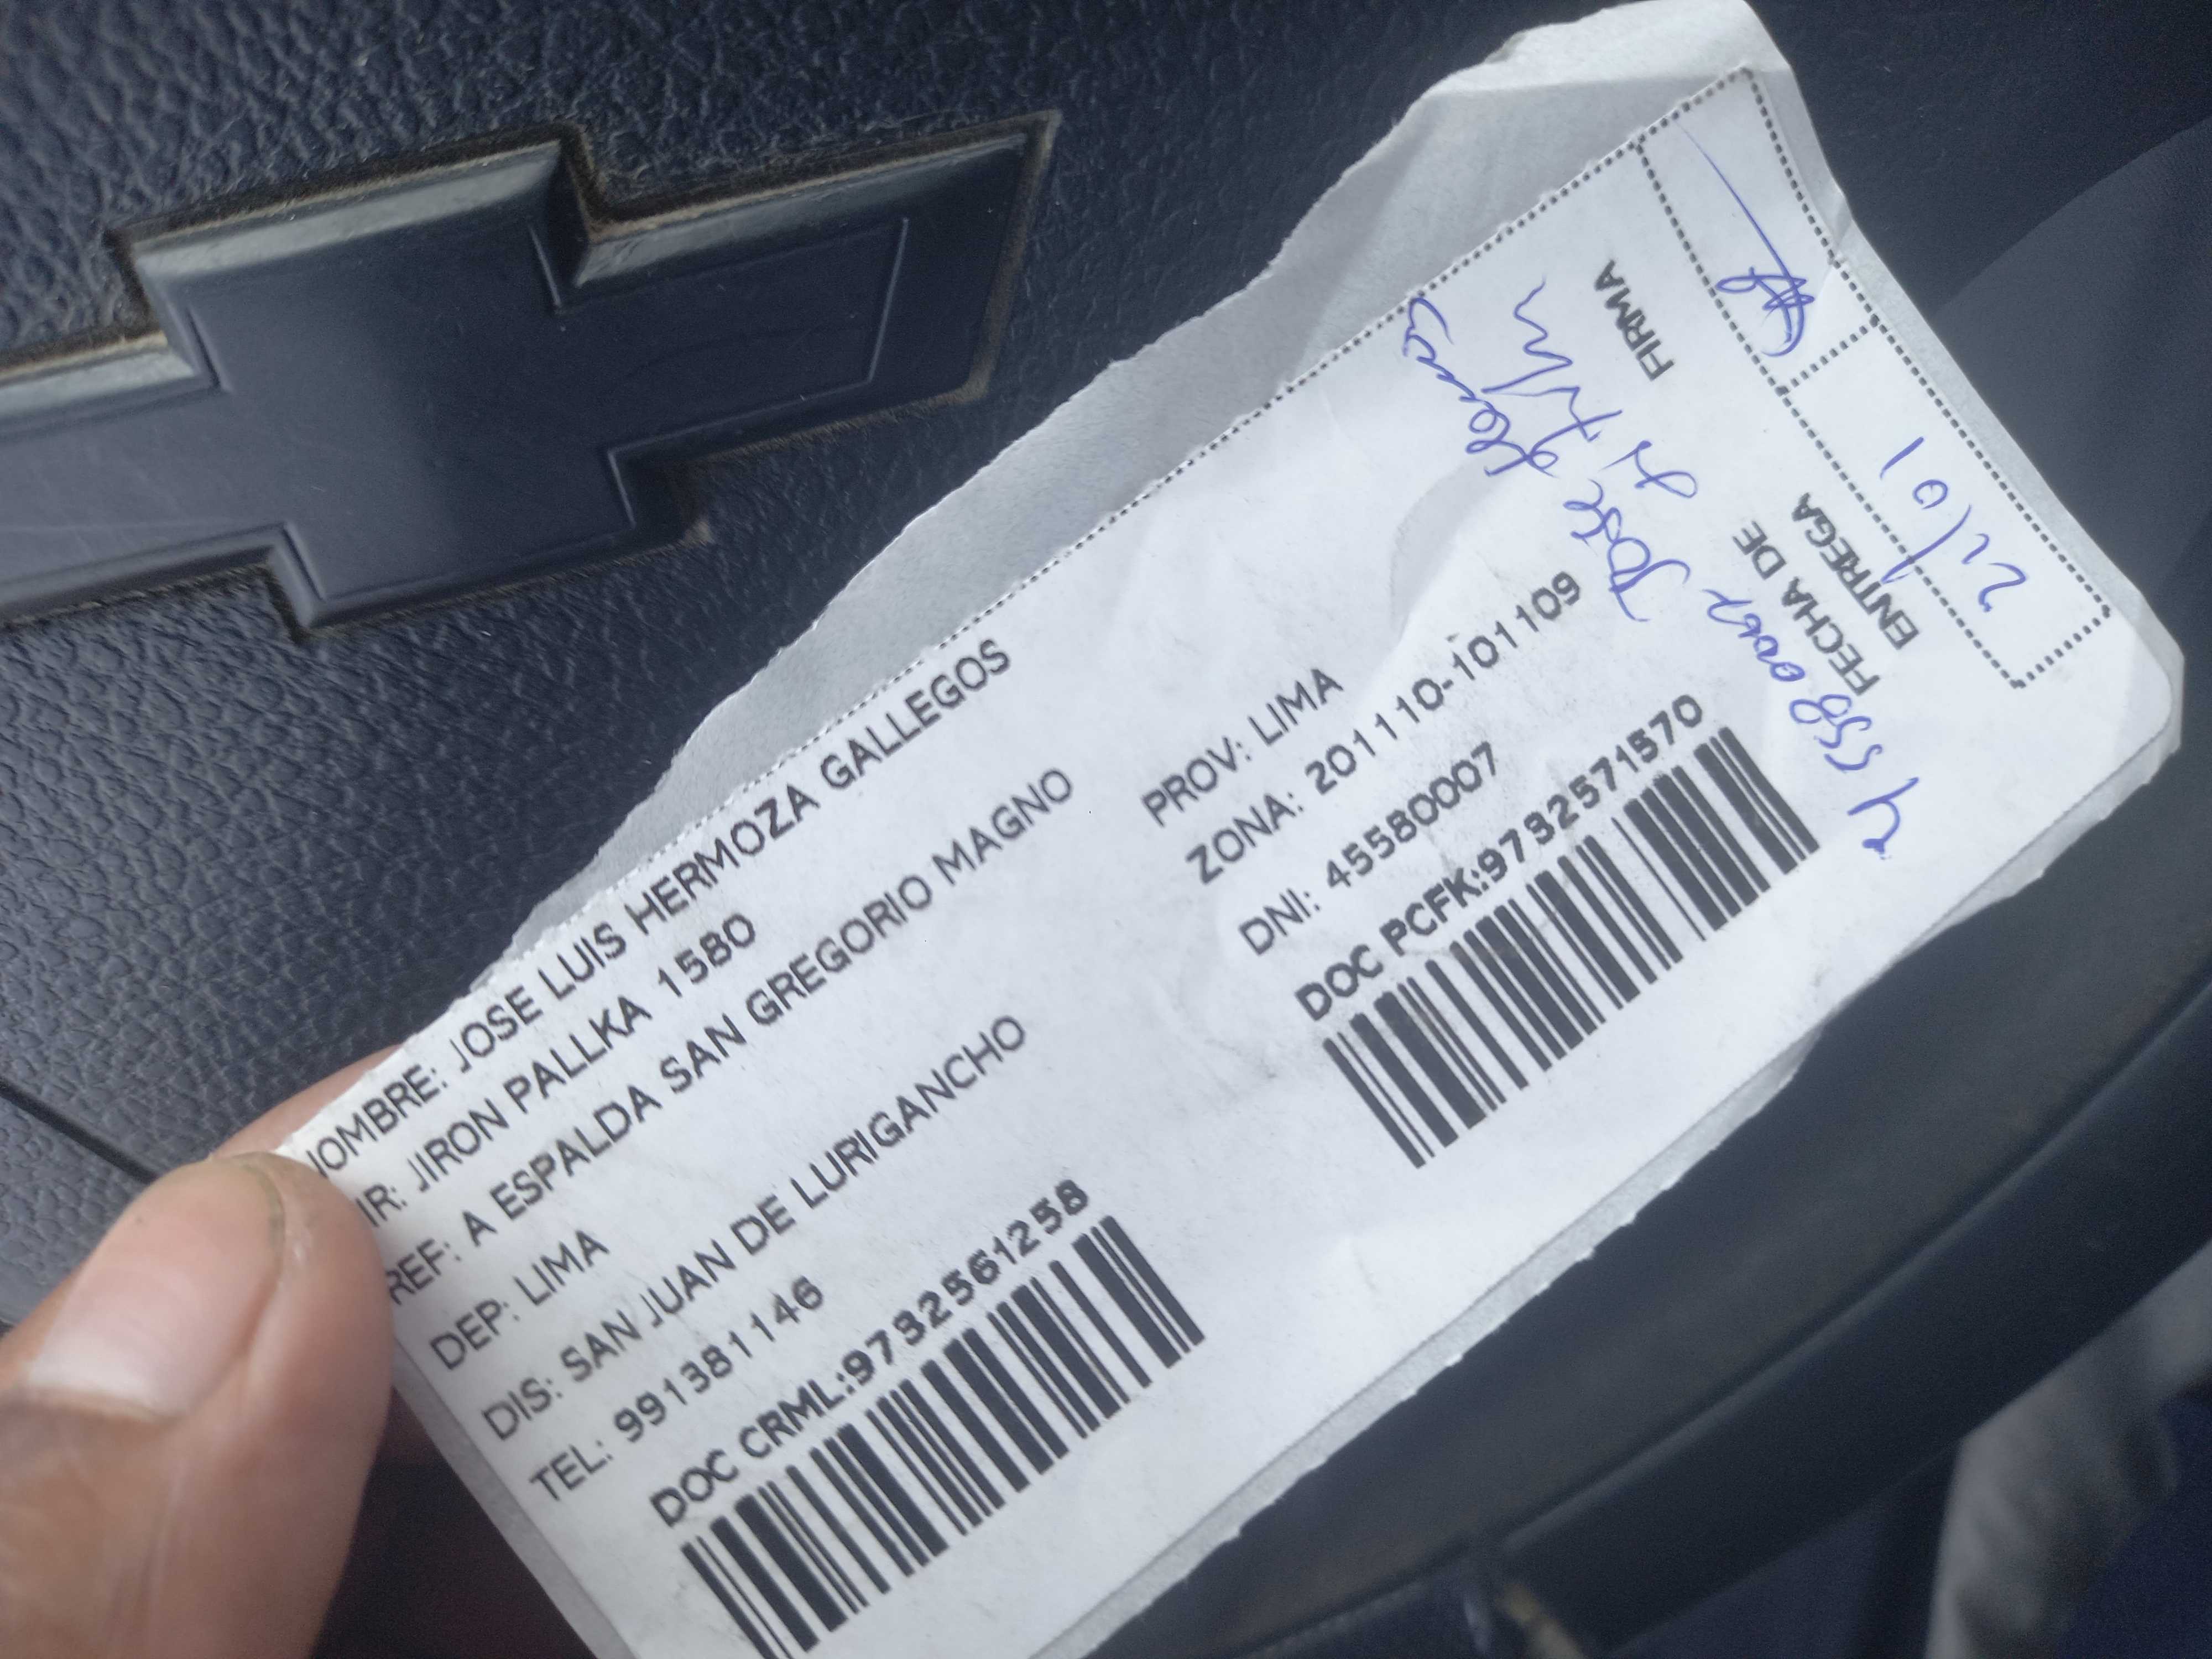 NOMBRE: JOSE LUIS HERMOZA GALLEGOS
IR: JIRON PALLKA 1580
REF: A ESPALDA SAN GREGORIO MAGNO
DEP: LIMA
PROV: LIMA
DIS: SAN JUAN DE LURIGANCHO
ZONA: 201110-101109
TEL: 991381146
DNI: 45580007
DOC CRML:9732561258
DOC PCFK:9732571570
FIRMA
FECHA DE
ENTREGA
22/01
Jose
45580007